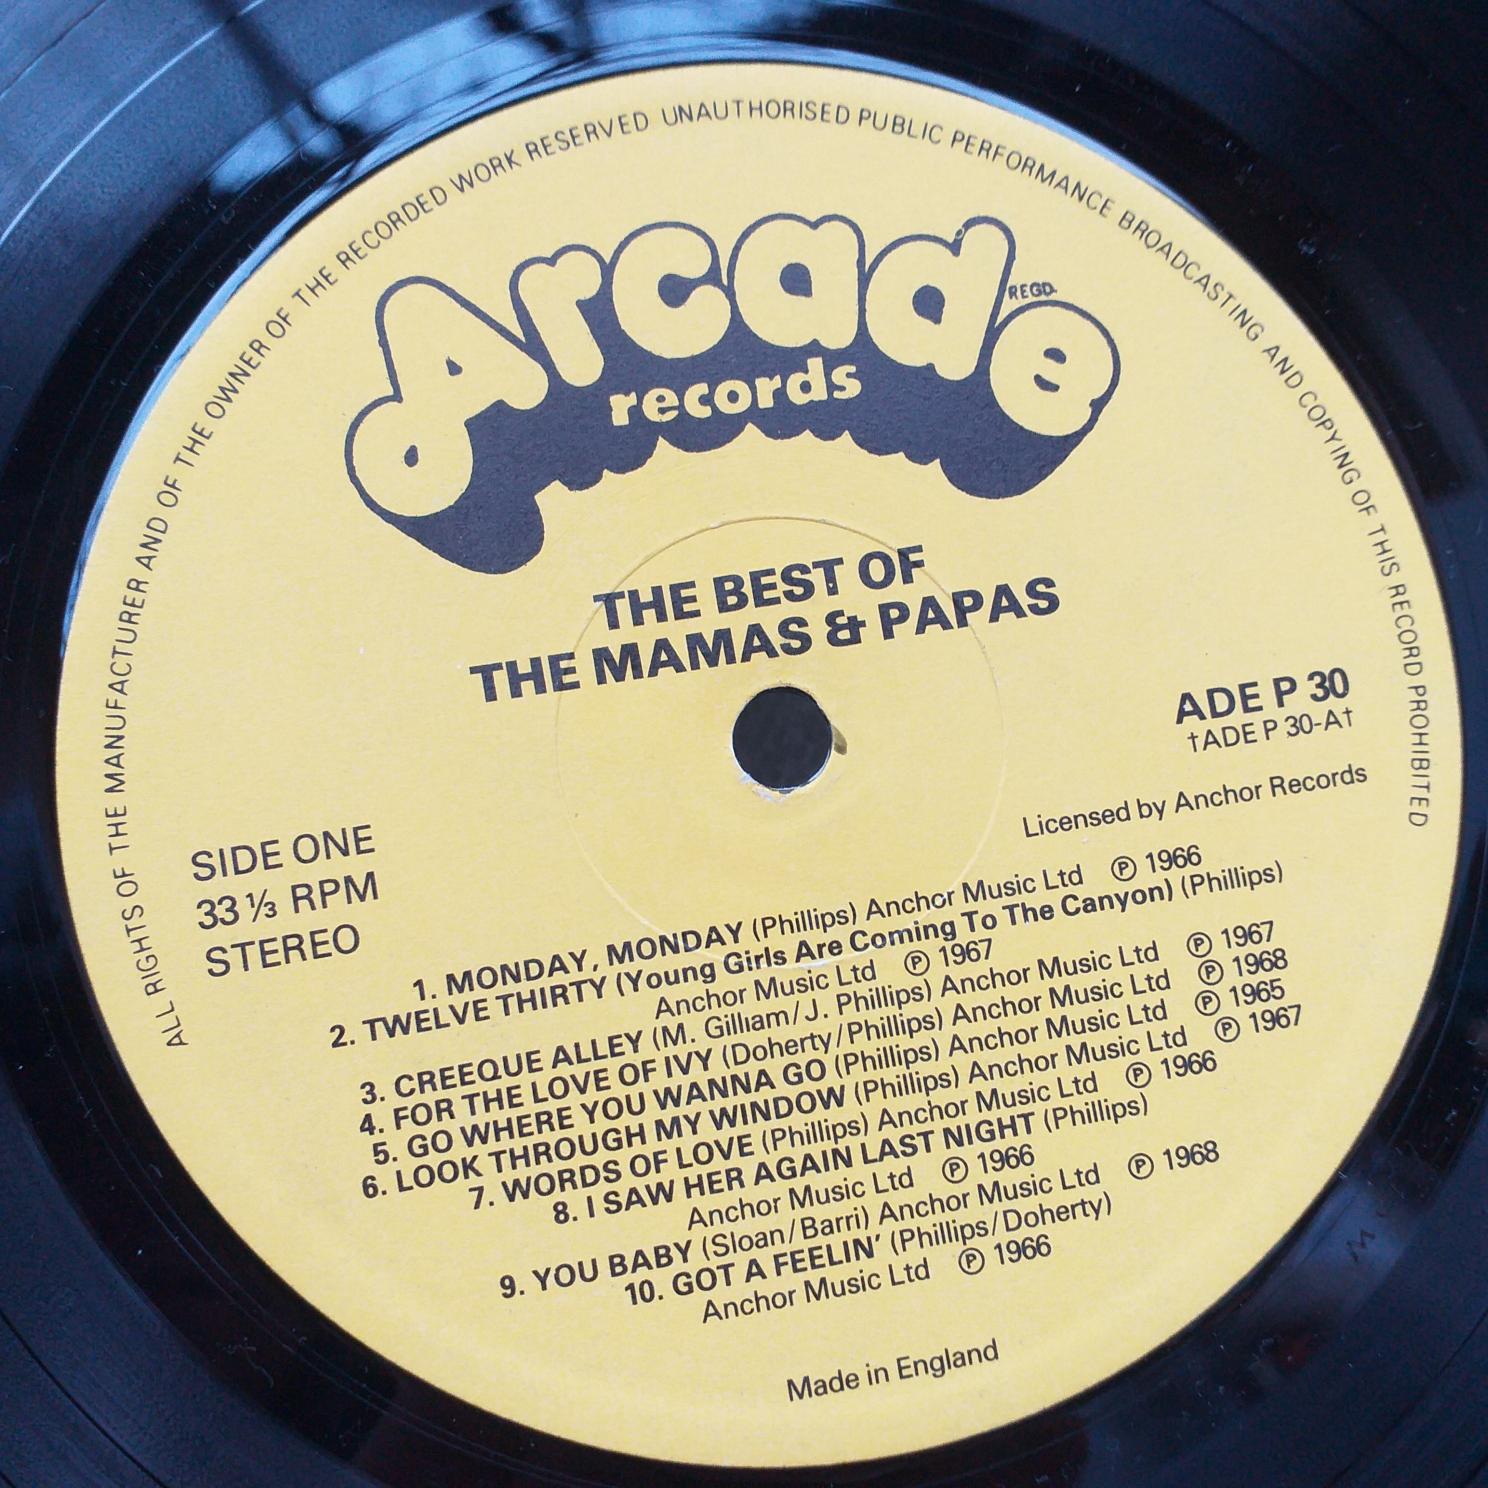 ALL RIGHTS OF THE MANUFACTURER AND OF THE OWNER OF THE RECORDED WORK RESERVED UNAUTHORISED PUBLIC PERFORMANCE BROADCASTING AND COPYING OF THIS RECORD PROHIBITED
Arcade
REGD.
records
THE BEST OF
THE MAMAS & PAPAS
ADE P 30
†ADE P 30-A†
Licensed by Anchor Records
SIDE ONE
33⅓ RPM
STEREO
1. MONDAY, MONDAY (Phillips) Anchor Music Ltd ℗ 1966
2. TWELVE THIRTY (Young Girls Are Coming To The Canyon) (Phillips)
Anchor Music Ltd ℗ 1967
3. CREEQUE ALLEY (M. Gilliam/J. Phillips) Anchor Music Ltd ℗ 1967
4. FOR THE LOVE OF IVY (Doherty/Phillips) Anchor Music Ltd ℗ 1968
5. GO WHERE YOU WANNA GO (Phillips) Anchor Music Ltd ℗ 1965
6. LOOK THROUGH MY WINDOW (Phillips) Anchor Music Ltd ℗ 1967
7. WORDS OF LOVE (Phillips) Anchor Music Ltd ℗ 1966
8. I SAW HER AGAIN LAST NIGHT (Phillips)
Anchor Music Ltd ℗ 1966
9. YOU BABY (Sloan/Barri) Anchor Music Ltd ℗ 1968
10. GOT A FEELIN' (Phillips/Doherty)
Anchor Music Ltd ℗ 1966
Made in England